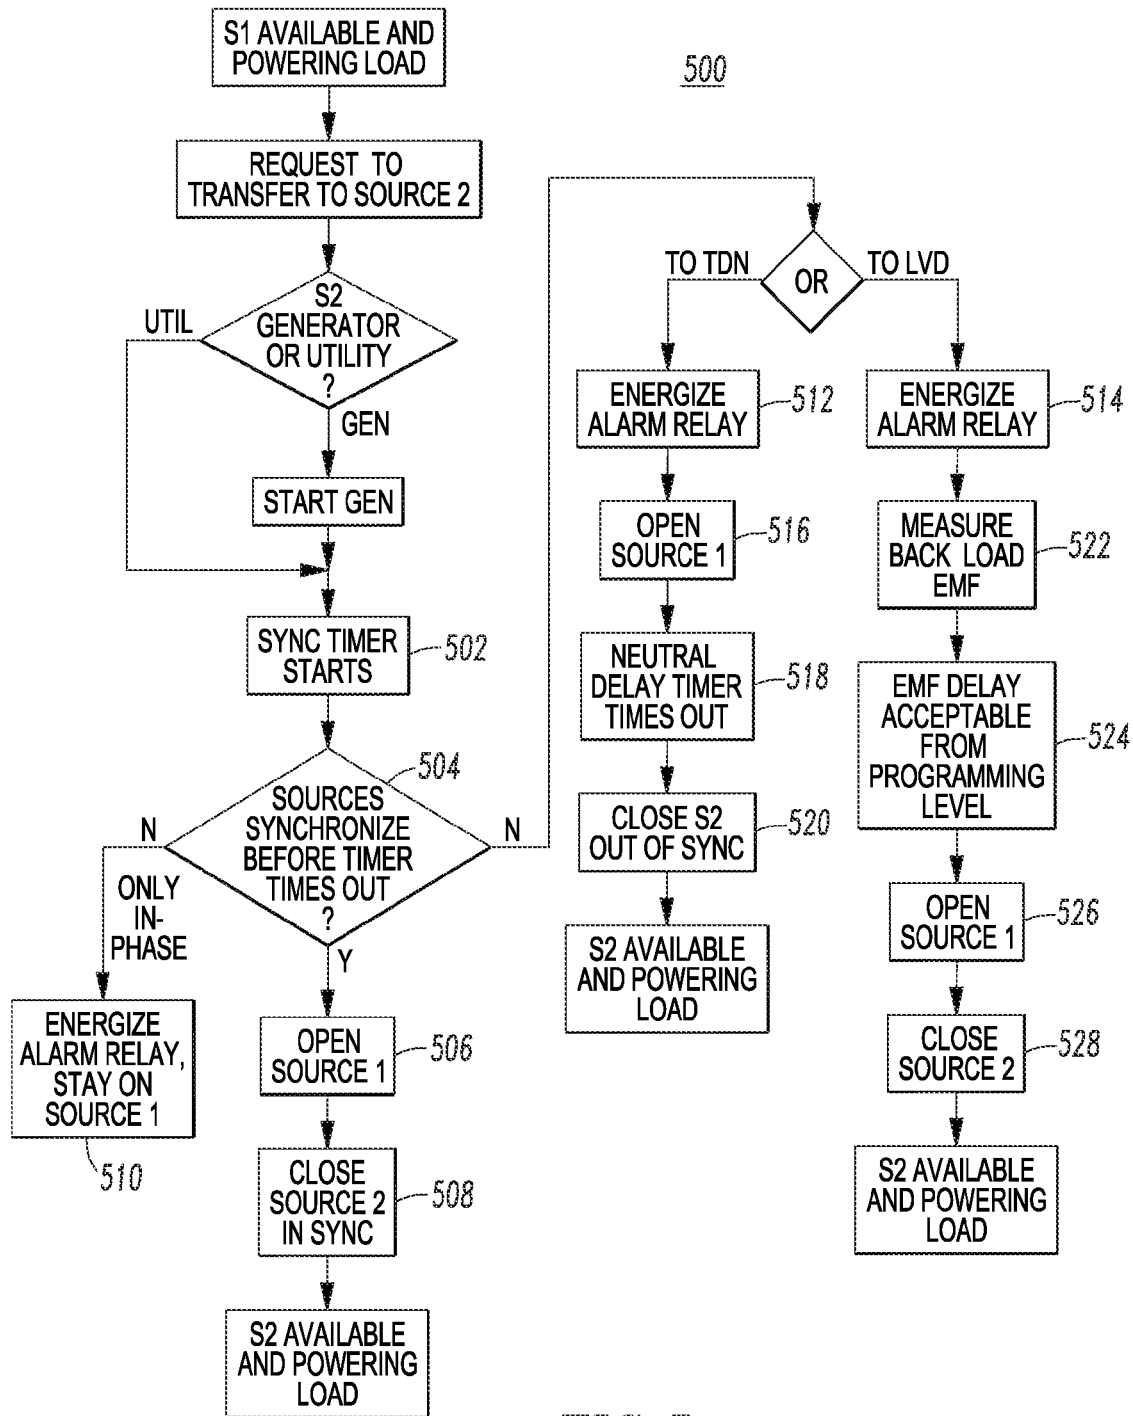 S1 AVAILABLE AND
POWERING LOAD
500
REQUEST TO
TRANSFER TO SOURCE 2
S2
GENERATOR
OR UTILITY
?
UTIL
GEN
START GEN
SYNC TIMER
STARTS
502
504
SOURCES
SYNCHRONIZE
BEFORE TIMER
TIMES OUT
?
N
N
Y
ONLY
IN-
PHASE
ENERGIZE
ALARM RELAY,
STAY ON
SOURCE 1
510
OPEN
SOURCE 1
506
CLOSE
SOURCE 2
IN SYNC
508
S2 AVAILABLE
AND POWERING
LOAD
OR
TO TDN
TO LVD
ENERGIZE
ALARM RELAY
512
OPEN
SOURCE 1
516
NEUTRAL
DELAY TIMER
TIMES OUT
518
CLOSE S2
OUT OF SYNC
520
S2 AVAILABLE
AND POWERING
LOAD
ENERGIZE
ALARM RELAY
514
MEASURE
BACK LOAD
EMF
522
EMF DELAY
ACCEPTABLE
FROM
PROGRAMMING
LEVEL
524
OPEN
SOURCE 1
526
CLOSE
SOURCE 2
528
S2 AVAILABLE
AND POWERING
LOAD